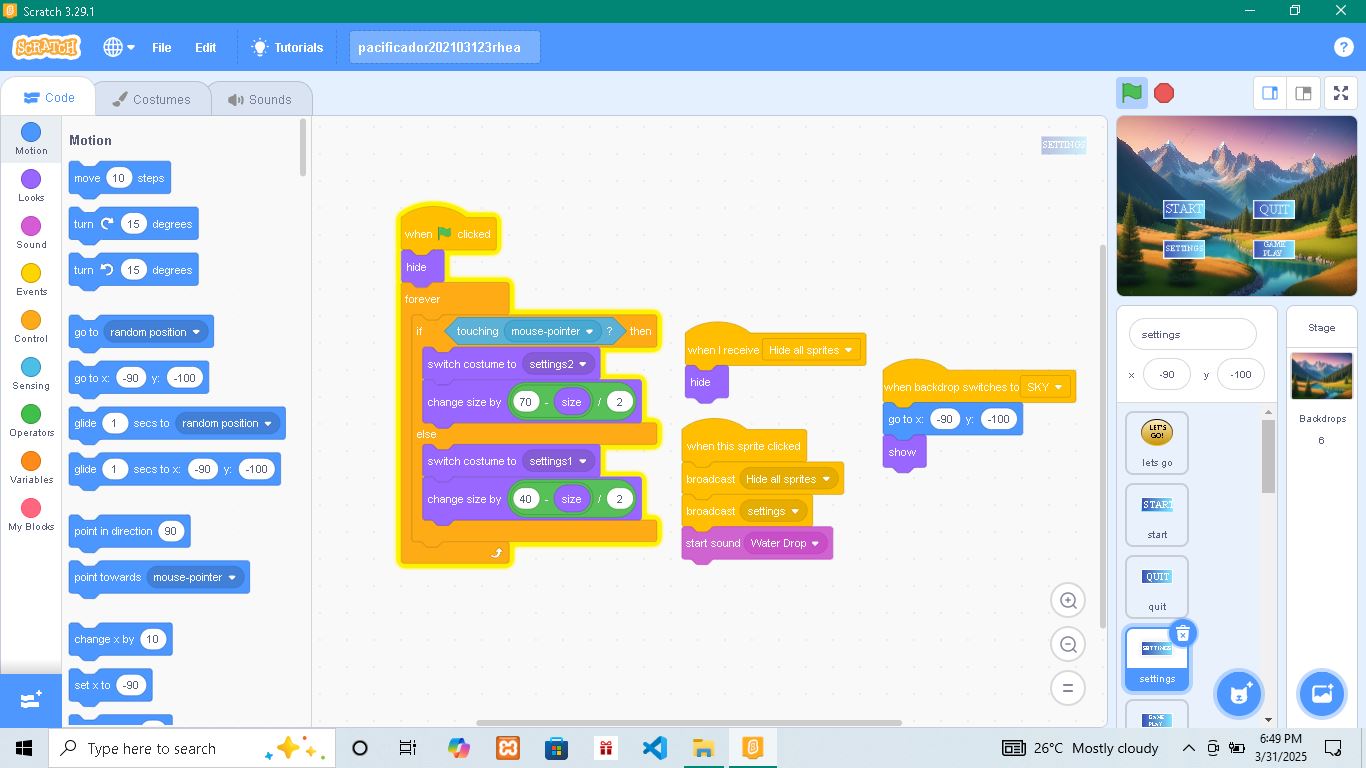 Scratch 3.29.1
SCRATCH
File
Edit
Tutorials
pacificador202103123rhea
?
Code
Costumes
Sounds
Motion
Looks
Sound
Events
Control
Sensing
Operators
Variables
My Blocks
Motion
move 10 steps
turn 15 degrees
turn 15 degrees
go to random position
go to x: -90 y: -100
glide 1 secs to random position
glide 1 secs to x: -90 y: -100
point in direction 90
point towards mouse-pointer
change x by 10
set x to -90
when clicked
hide
forever
if touching mouse-pointer ? then
switch costume to settings2
change size by 70 - size / 2
else
switch costume to settings1
change size by 40 - size / 2
when I receive Hide all sprites
hide
when this sprite clicked
broadcast Hide all sprites
broadcast settings
start sound Water Drop
when backdrop switches to SKY
go to x: -90 y: -100
show
SETTINGS
START
QUIT
SETTINGS
GAME
PLAY
settings
x -90 y -100
LET'S
GO!
lets go
START
start
QUIT
quit
SETTINGS
settings
GAME
PLAY
Stage
Backdrops
6
Type here to search
26°C Mostly cloudy
6:49 PM
3/31/2025